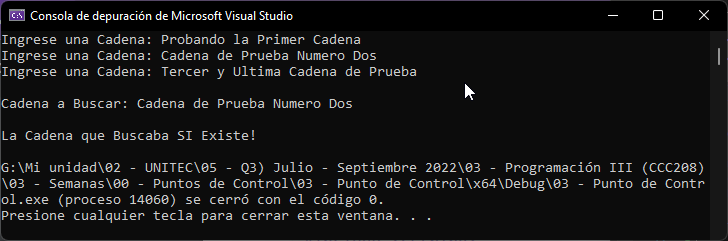 Consola de depuración de Microsoft Visual Studio
Ingrese una Cadena: Probando la Primer Cadena
Ingrese una Cadena: Cadena de Prueba Numero Dos
Ingrese una Cadena: Tercer y Ultima Cadena de Prueba
Cadena a Buscar: Cadena de Prueba Numero Dos
La Cadena que Buscaba SI Existe!
G:\Mi unidad\02 - UNITEC\05 - Q3) Julio - Septiembre 2022\03 - Programación III (CCC208)
\03 - Semanas\00 - Puntos de Control\03 - Punto de Control\x64\Debug\03 - Punto de Contr
ol.exe (proceso 14060) se cerró con el código 0.
Presione cualquier tecla para cerrar esta ventana. . .